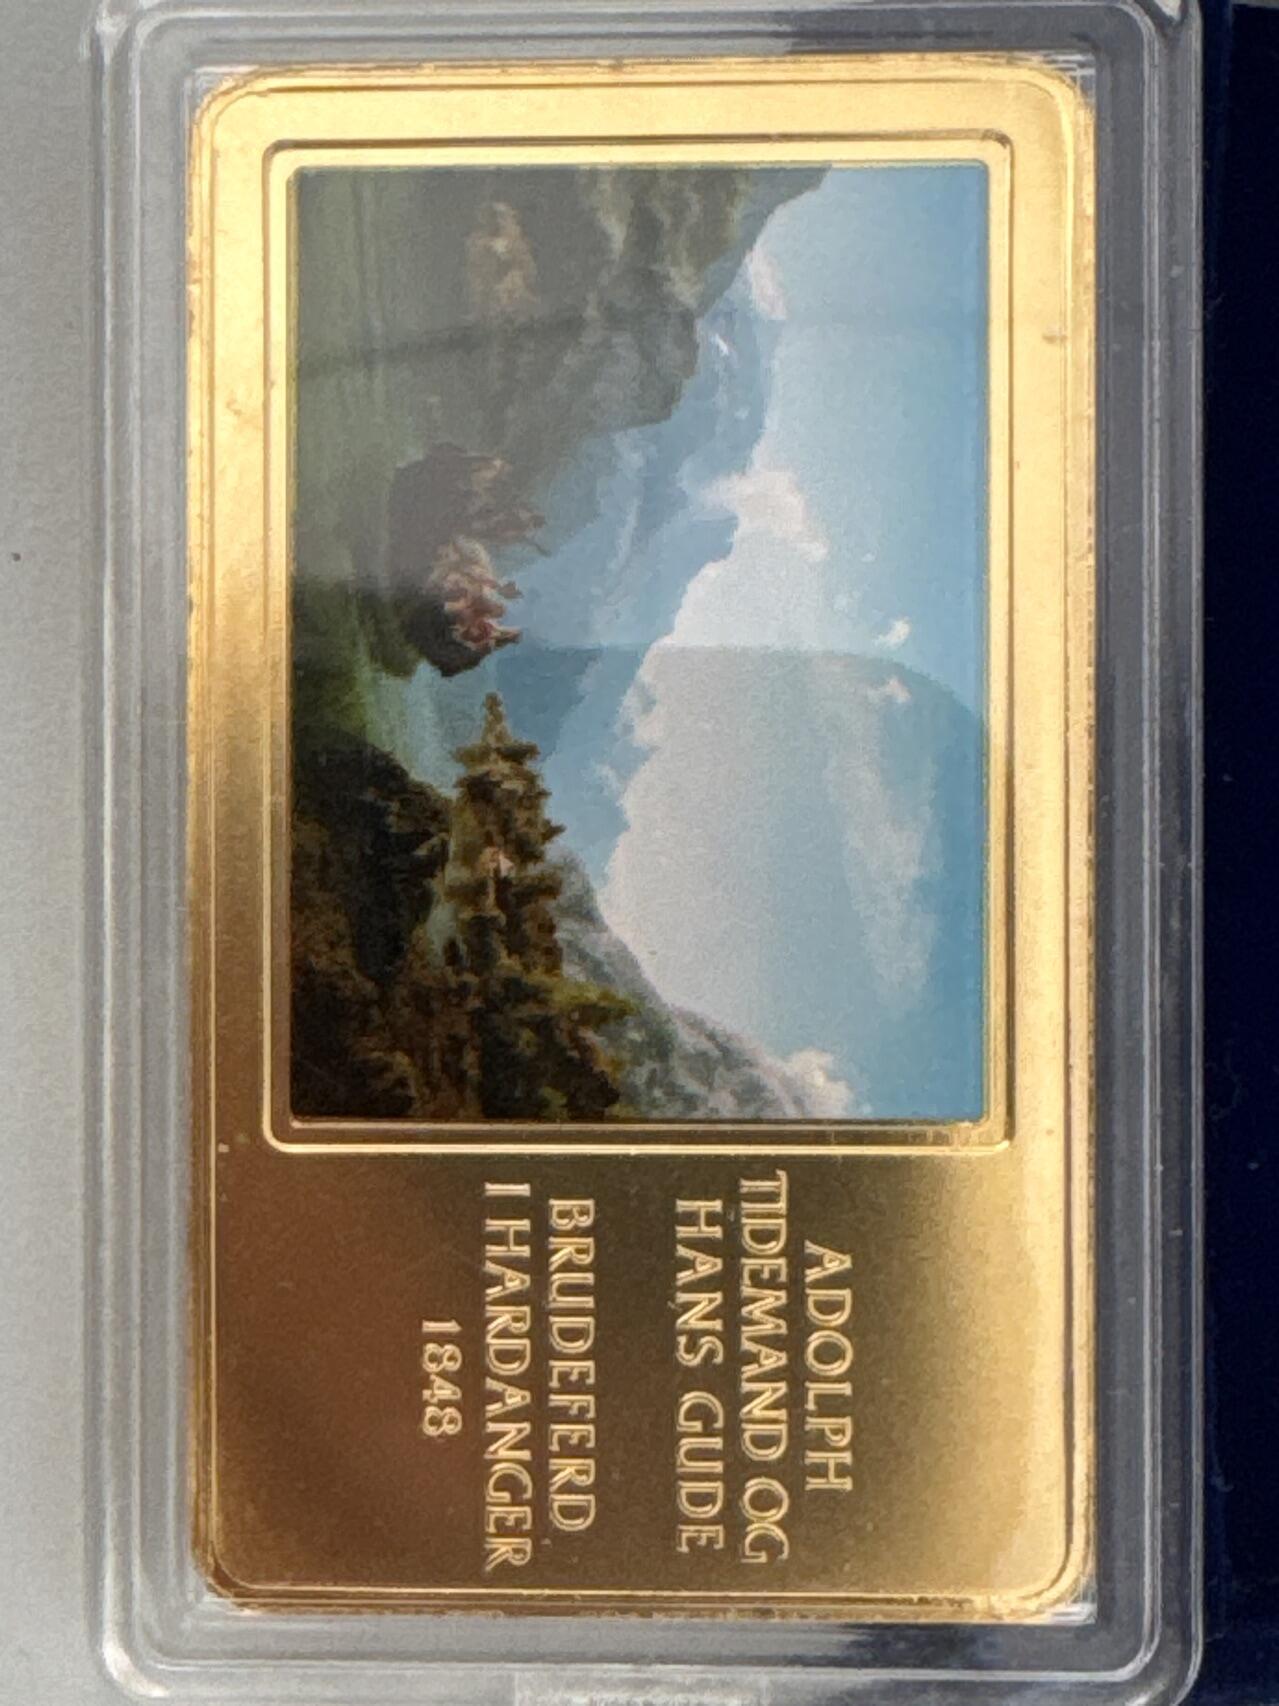 ADOLPH
TIDEMAND OG
HANS GUDE
BRUDEFERD
I HARDANGER
1848